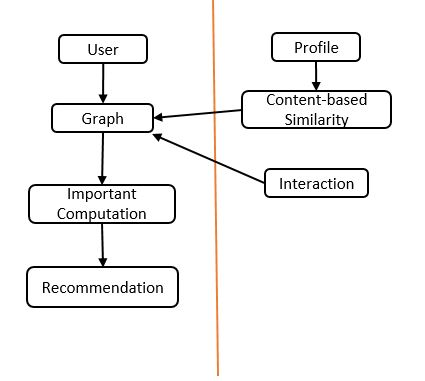 User
Profile
Content-based
Similarity
Graph
Interaction
Important
Computation
Recommendation